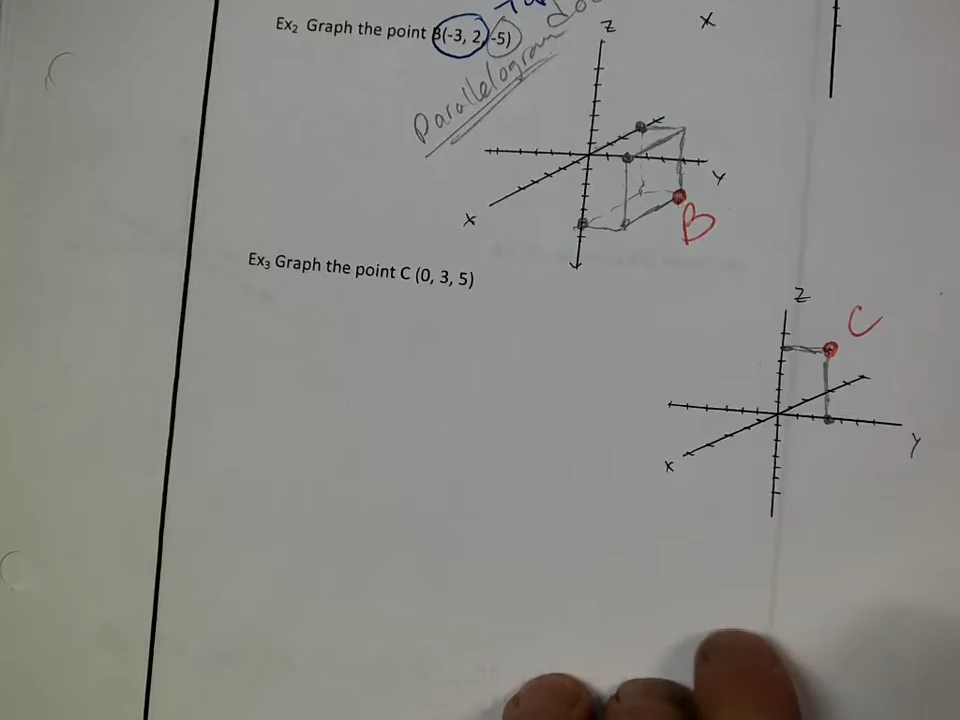 X
Z
Ex2 Graph the point B(-3, 2, -5)
Parallelogram
Y
X
B
Ex3 Graph the point C (0, 3, 5)
Z
C
Y
X